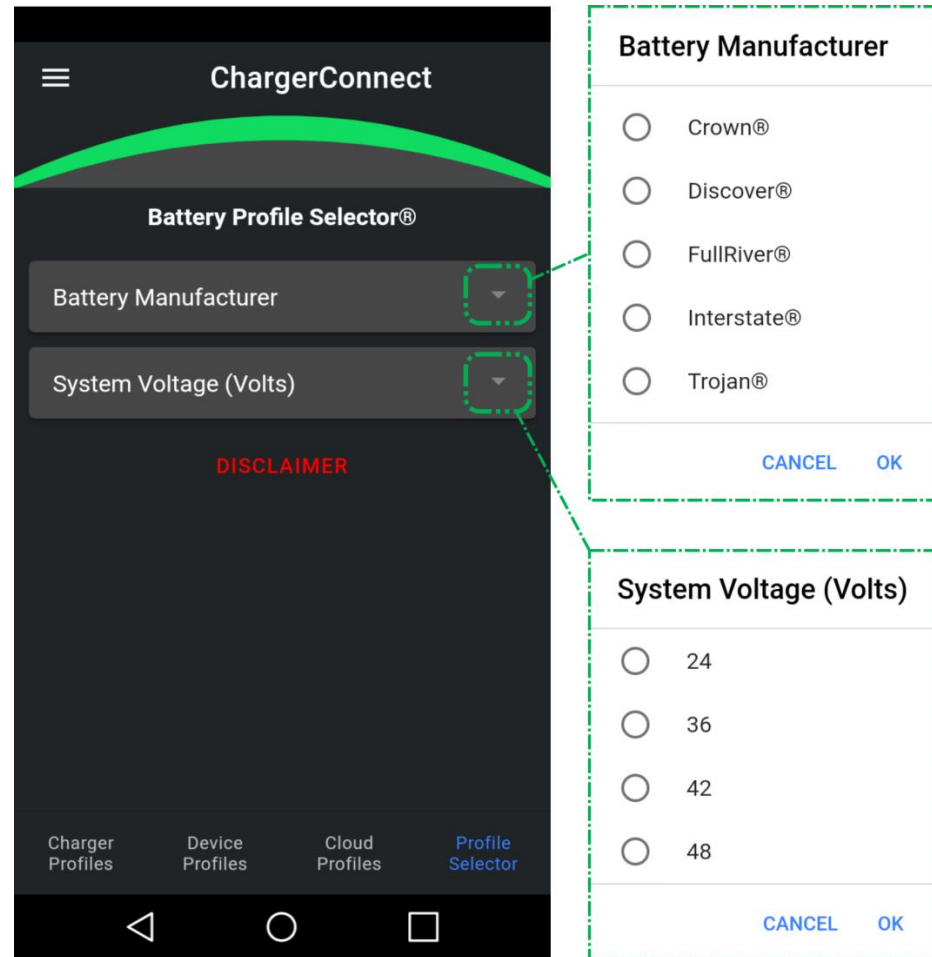 ChargerConnect
Battery Profile Selector®
Battery Manufacturer
System Voltage (Volts)
DISCLAIMER
Charger
Profiles
Device
Profiles
Cloud
Profiles
Profile
Selector
Battery Manufacturer
Crown®
Discover®
FullRiver®
Interstate®
Trojan®
CANCEL OK
System Voltage (Volts)
24
36
42
48
CANCEL OK